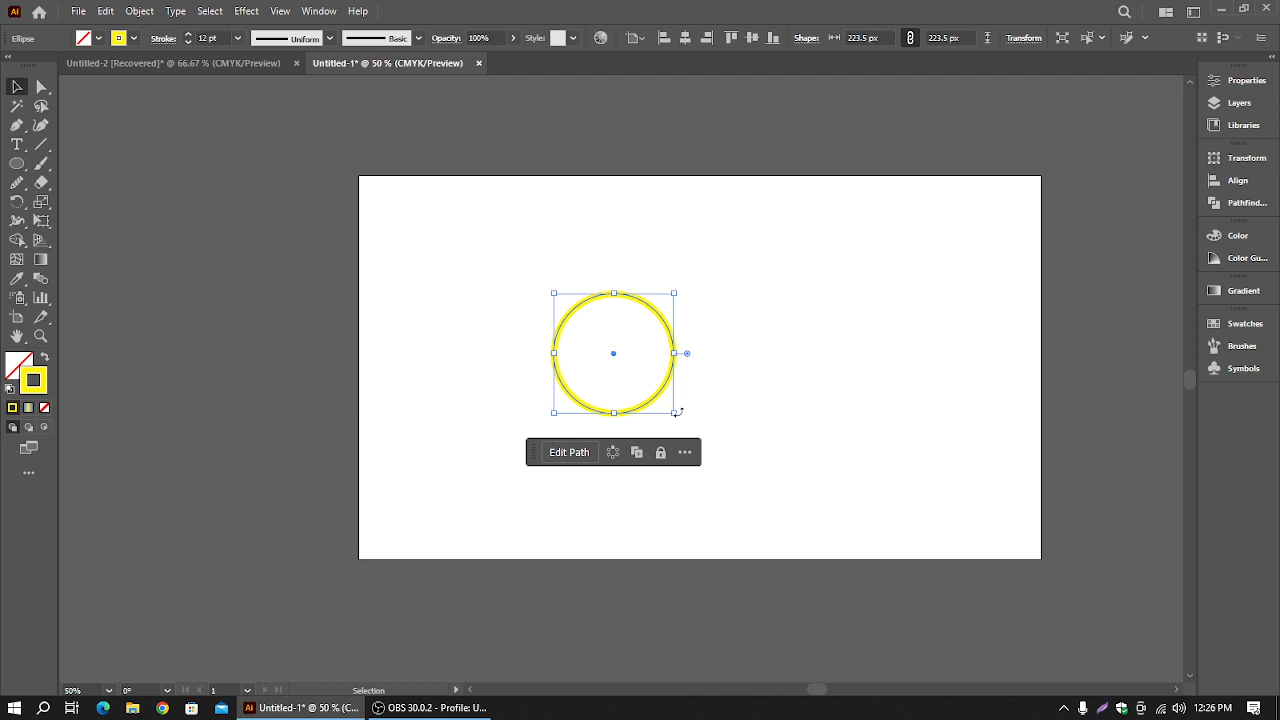 Ai File Edit Object Type Select Effect View Window Help
Ellipse Stroke: 12 pt Uniform Basic Opacity: 100% Style: Shape: 223.5 px 223.5 px Transform
Untitled-2 [Recovered]* @ 66.67 % (CMYK/Preview) × Untitled-1* @ 50 % (CMYK/Preview) ×
Properties
Layers
Libraries
Transform
Align
Pathfind...
Color
Color Gu...
Gradient
Swatches
Brushes
Symbols
Edit Path
50% 0° 1 Selection
Ai Untitled-1* @ 50 % (C... OBS 30.0.2 - Profile: U... 12:26 PM